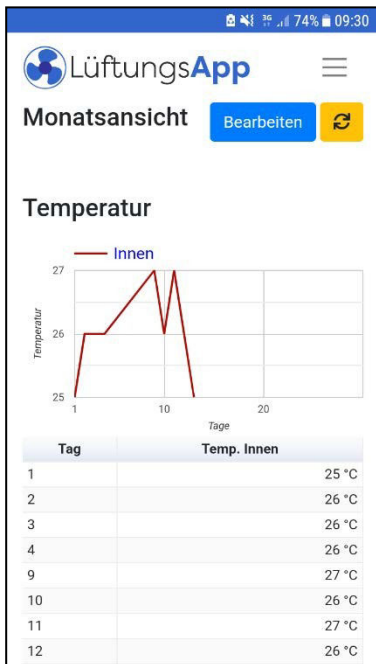 3G 74% 09:30
LüftungsApp
Monatsansicht Bearbeiten
Temperatur
Innen
27
26
25
Temperatur
1 10 20
Tage
Tag Temp. Innen
1 25 °C
2 26 °C
3 26 °C
4 26 °C
9 27 °C
10 26 °C
11 27 °C
12 26 °C